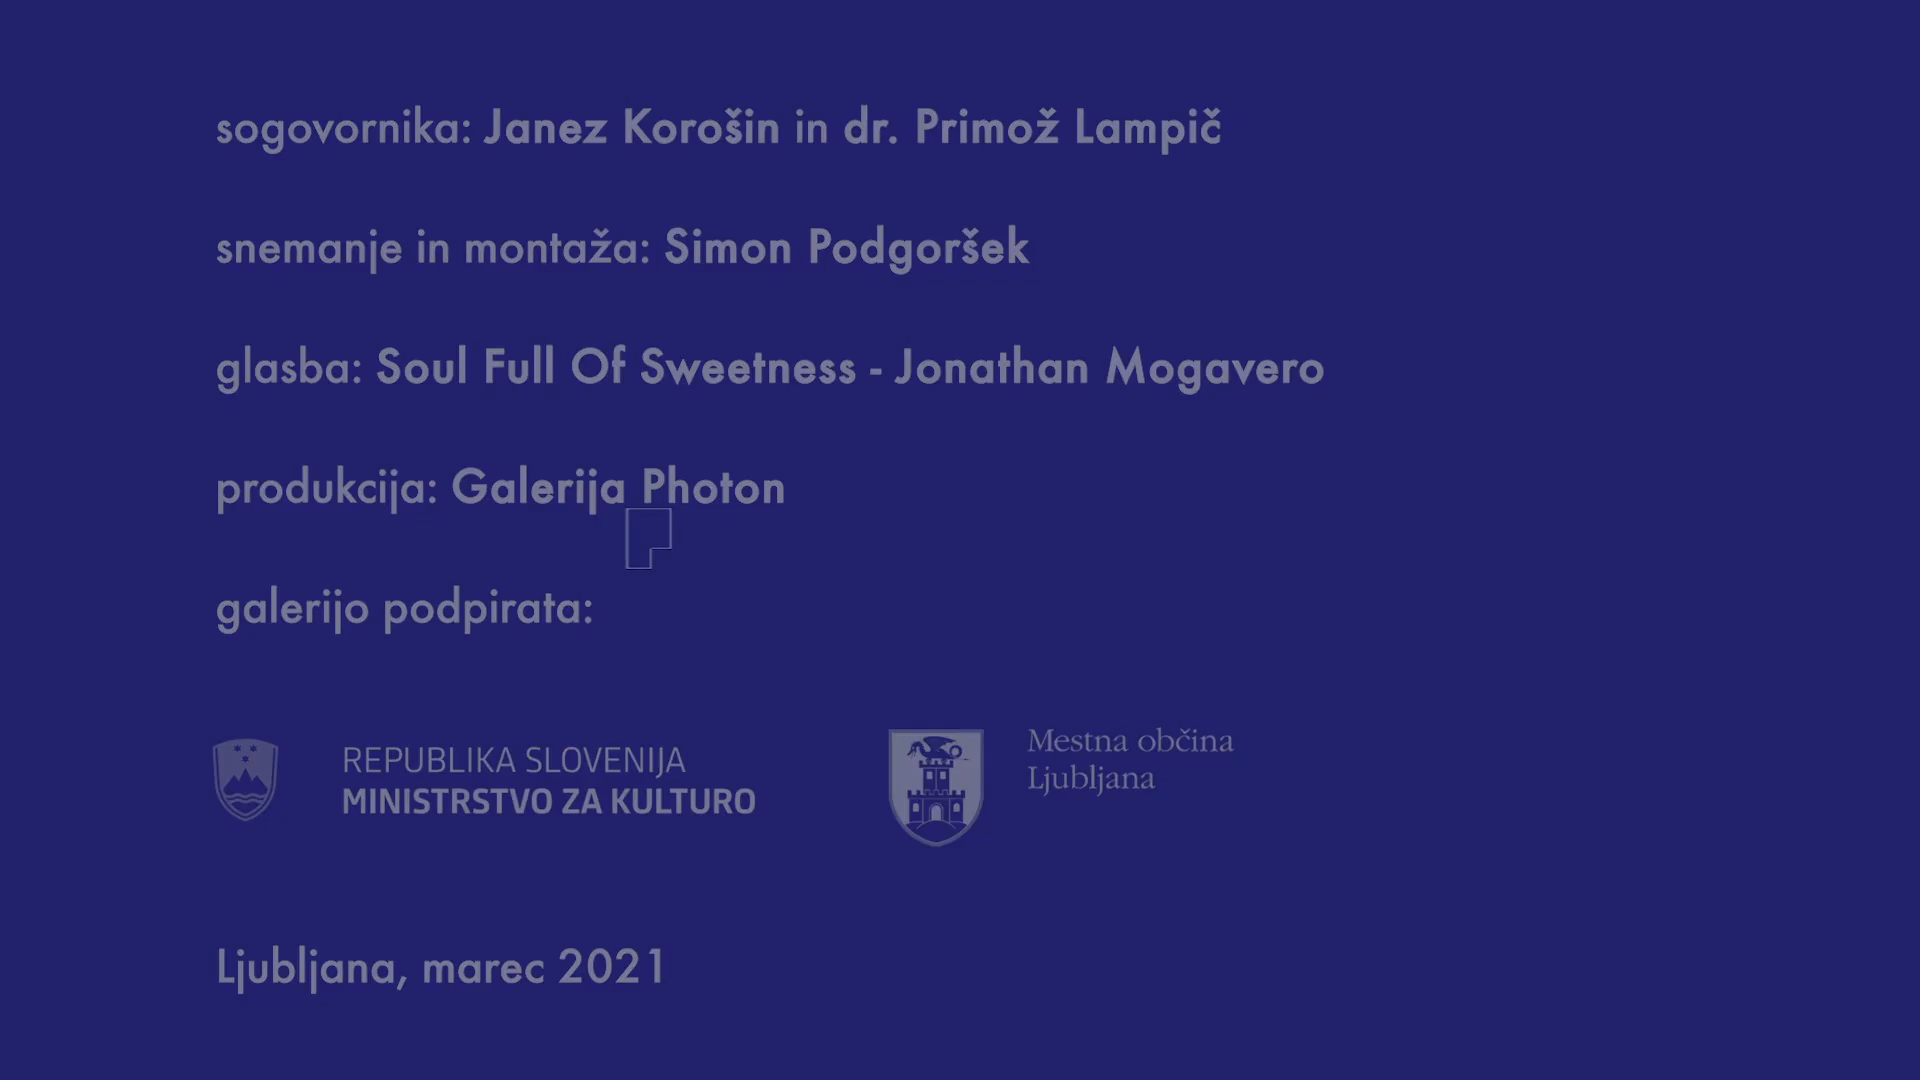 sogovornika: Janez Korošin in dr. Primož Lampič
snemanje in montaža: Simon Podgoršek
glasba: Soul Full Of Sweetness - Jonathan Mogavero
produkcija: Galerija Photon
galerijo podpirata:
REPUBLIKA SLOVENIJA
MINISTRSTVO ZA KULTURO
Mestna občina
Ljubljana
Ljubljana, marec 2021